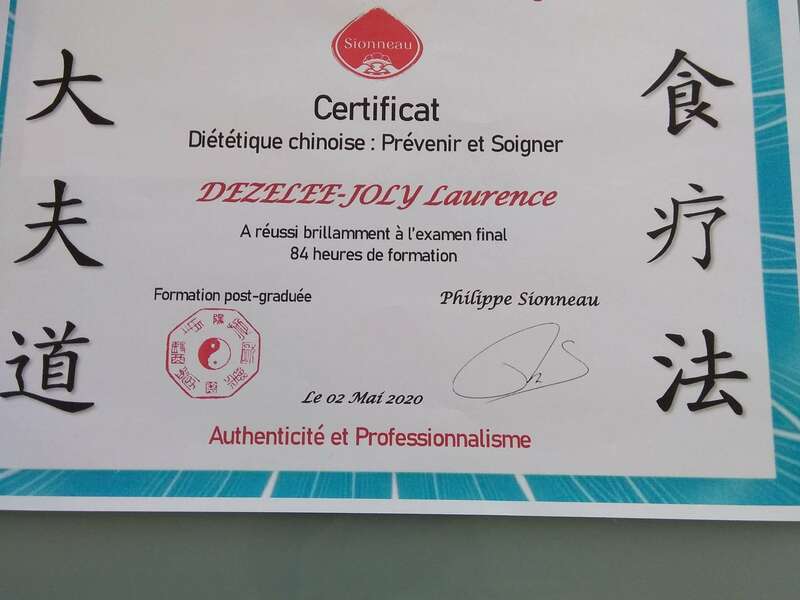 Sionneau
Certificat
Diététique chinoise : Prévenir et Soigner
DEZELEE-JOLY Laurence
A réussi brillamment à l'examen final
84 heures de formation
Formation post-graduée
Philippe Sionneau
Le 02 Mai 2020
Authenticité et Professionnalisme
大夫道
食疗法